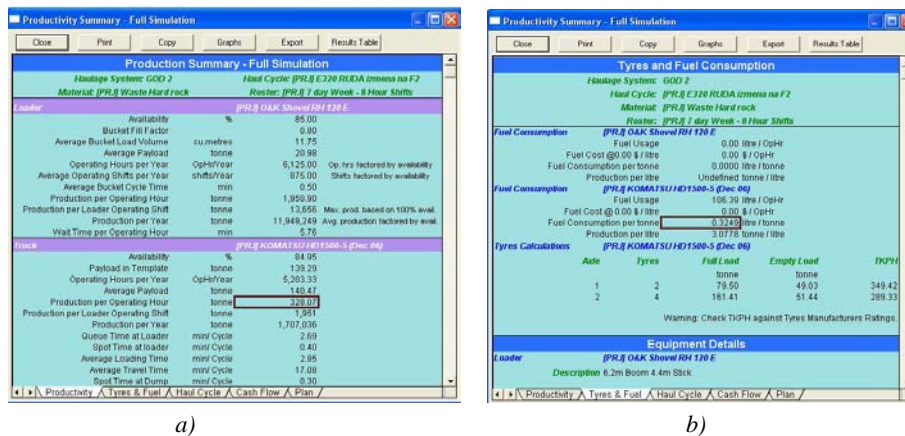 Productivity Summary - Full Simulation
Close Print Copy Graphs Export Results Table
Production Summary - Full Simulation
Haulage System: GOD 2 Haul Cycle: [PRJ] E320 RUDA izmena na F2
Material: [PRJ] Waste Hard rock Roster: [PRJ] 7 day Week - 8 Hour Shifts
Loader [PRJ] O&K Shovel RH 120 E
Availability % 85.00
Bucket Fill Factor 0.80
Average Bucket Load Volume cu.metres 11.75
Average Payload tonne 20.98
Operating Hours per Year OpHr/Year 6,125.00 Op. hrs factored by availability
Average Operating Shifts per Year shifts/Year 875.00 Shifts factored by availability
Average Bucket Cycle Time min 0.50
Production per Operating Hour tonne 1,950.90
Production per Loader Operating Shift tonne 13,656 Max. prod. based on 100% avail.
Production per Year tonne 11,949,249 Avg. production factored by avail.
Wait Time per Operating Hour min 5.76
Truck [PRJ] KOMATSU HD1500-5 (Dec 06)
Availability % 84.95
Payload in Template tonne 139.29
Operating Hours per Year OpHr/Year 5,203.33
Average Payload tonne 140.47
Production per Operating Hour tonne 328.07
Production per Loader Operating Shift tonne 1,951
Production per Year tonne 1,707,036
Queue Time at Loader min/ Cycle 2.69
Spot Time at loader min/ Cycle 0.40
Average Loading Time min/ Cycle 2.85
Average Travel Time min/ Cycle 17.08
Spot Time at Dump min/ Cycle 0.30
Productivity Tyres & Fuel Haul Cycle Cash Flow Plan
a)
Productivity Summary - Full Simulation
Close Print Copy Graphs Export Results Table
Tyres and Fuel Consumption
Haulage System: GOD 2
Haul Cycle: [PRJ] E320 RUDA izmena na F2
Material: [PRJ] Waste Hard rock
Roster: [PRJ] 7 day Week - 8 Hour Shifts
Fuel Consumption [PRJ] O&K Shovel RH 120 E
Fuel Usage 0.00 litre / OpHr
Fuel Cost @0.00 $ / litre 0.00 $ / OpHr
Fuel Consumption per tonne 0.0000 litre / tonne
Production per litre Undefined tonne / litre
Fuel Consumption [PRJ] KOMATSU HD1500-5 (Dec 06)
Fuel Usage 106.39 litre / OpHr
Fuel Cost @ 0.00 $ / litre 0.00 $ / OpHr
Fuel Consumption per tonne 0.3249 litre / tonne
Production per litre 3.0778 tonne / litre
Tyres Calculations [PRJ] KOMATSU HD1500-5 (Dec 06)
Axle Tyres Full Load Empty Load TKPH
tonne tonne
1 2 79.50 49.03 349.42
2 4 161.41 51.44 289.33
Warning: Check TKPH against Tyres Manufacturers Ratings.
Equipment Details
Loader [PRJ] O&K Shovel RH 120 E
Description 6.2m Boom 4.4m Stick
Productivity Tyres & Fuel Haul Cycle Cash Flow Plan
b)